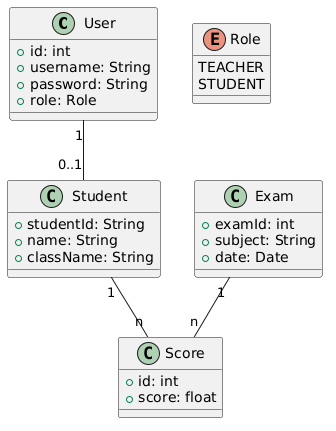 C User
id: int
username: String
password: String
role: Role
E Role
TEACHER
STUDENT
1
0..1
C Student
studentId: String
name: String
className: String
C Exam
examId: int
subject: String
date: Date
1
1
n
n
C Score
id: int
score: float